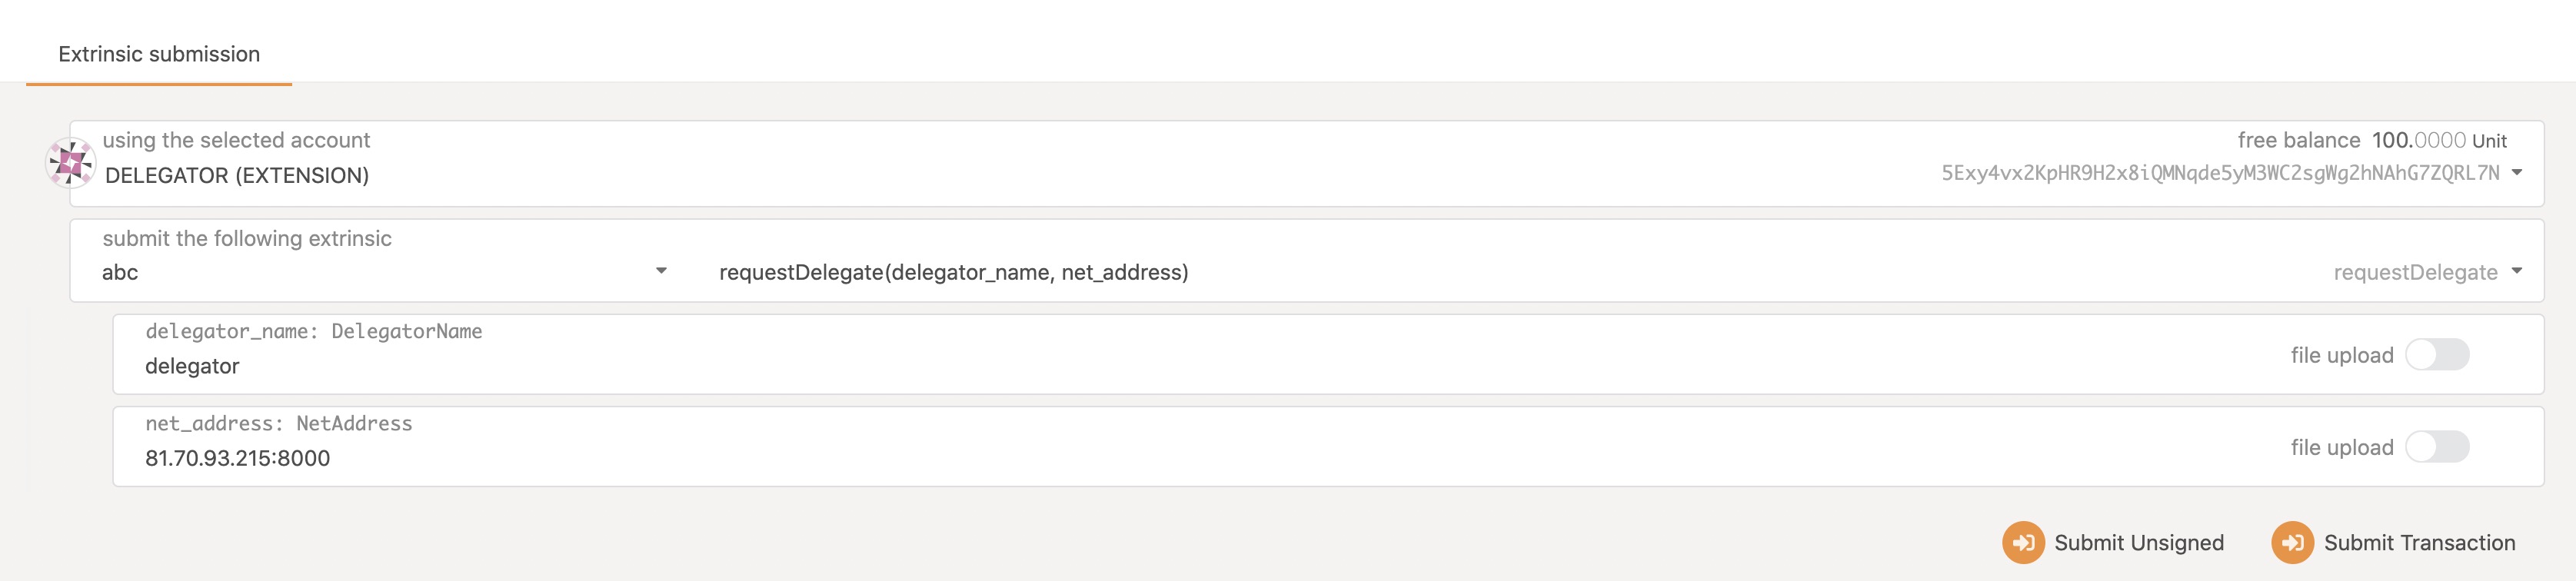 Extrinsic submission
using the selected account
free balance 100.0000 Unit
DELEGATOR (EXTENSION)
5Exy4vx2KpHR9H2x8iQMNqde5yM3WC2sgWg2hNAhG7ZQRL7N
submit the following extrinsic
abc requestDelegate(delegator_name, net_address) requestDelegate
delegator_name: DelegatorName
delegator
file upload
net_address: NetAddress
81.70.93.215:8000
file upload
Submit Unsigned Submit Transaction